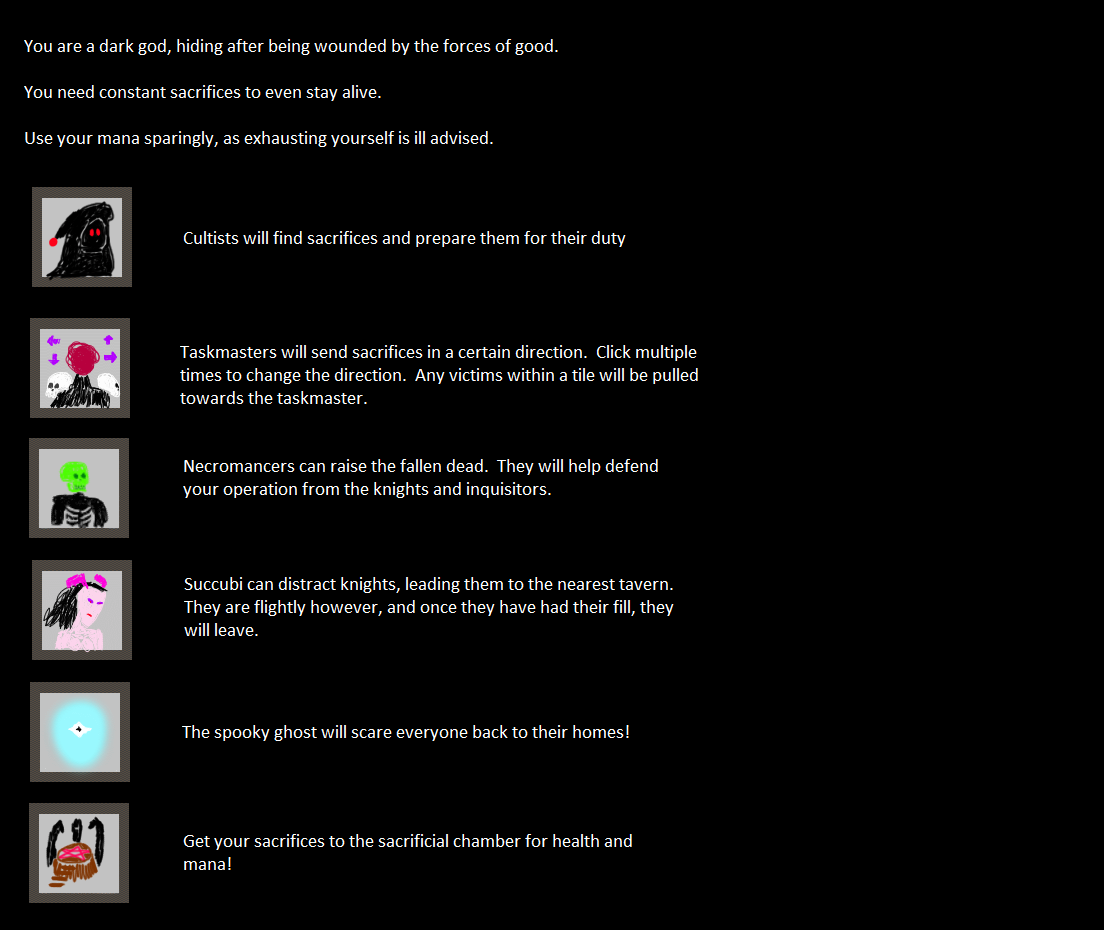 You are a dark god, hiding after being wounded by the forces of good.
You need constant sacrifices to even stay alive.
Use your mana sparingly, as exhausting yourself is ill advised.
Cultists will find sacrifices and prepare them for their duty
Taskmasters will send sacrifices in a certain direction.  Click multiple
times to change the direction.  Any victims within a tile will be pulled
towards the taskmaster.
Necromancers can raise the fallen dead.  They will help defend
your operation from the knights and inquisitors.
Succubi can distract knights, leading them to the nearest tavern.
They are flightly however, and once they have had their fill, they
will leave.
The spooky ghost will scare everyone back to their homes!
Get your sacrifices to the sacrificial chamber for health and
mana!